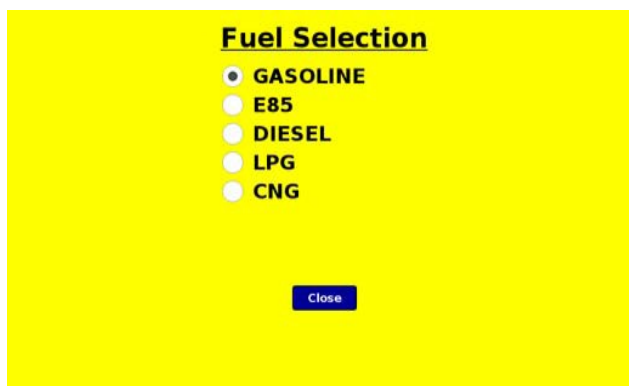 Fuel Selection
GASOLINE
E85
DIESEL
LPG
CNG
Close